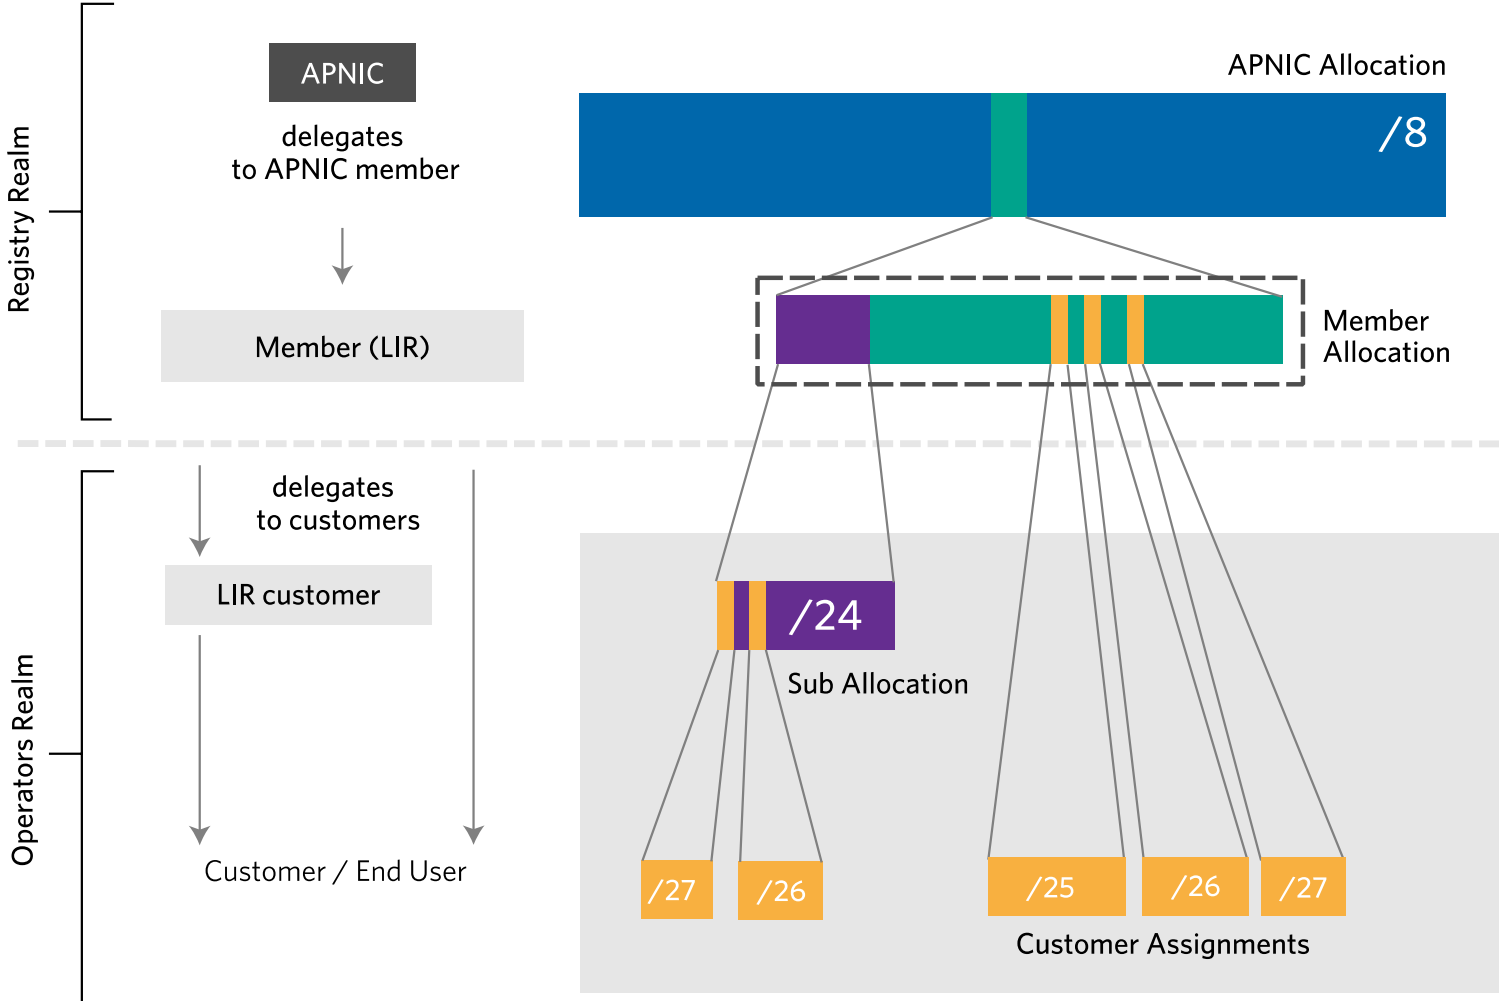 Registry Realm
APNIC
delegates
to APNIC member
Member (LIR)
APNIC Allocation
/8
Member
Allocation
Operators Realm
delegates
to customers
LIR customer
Customer / End User
/24
Sub Allocation
/27
/26
/25
/26
/27
Customer Assignments